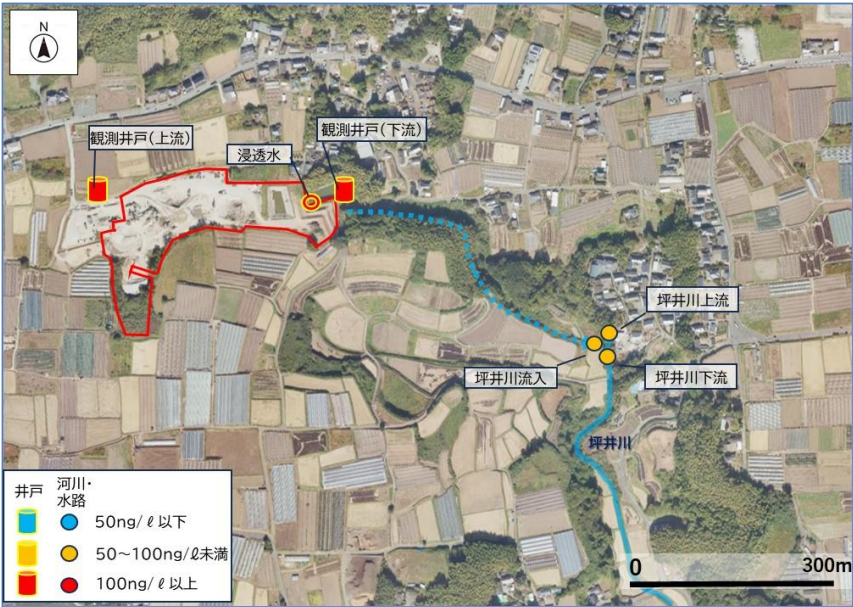 N
観測井戸(上流)
浸透水
観測井戸(下流)
坪井川上流
坪井川流入
坪井川下流
坪井川
井戸
河川・
水路
50ng/ℓ以下
50～100ng/ℓ未満
100ng/ℓ以上
0
300m